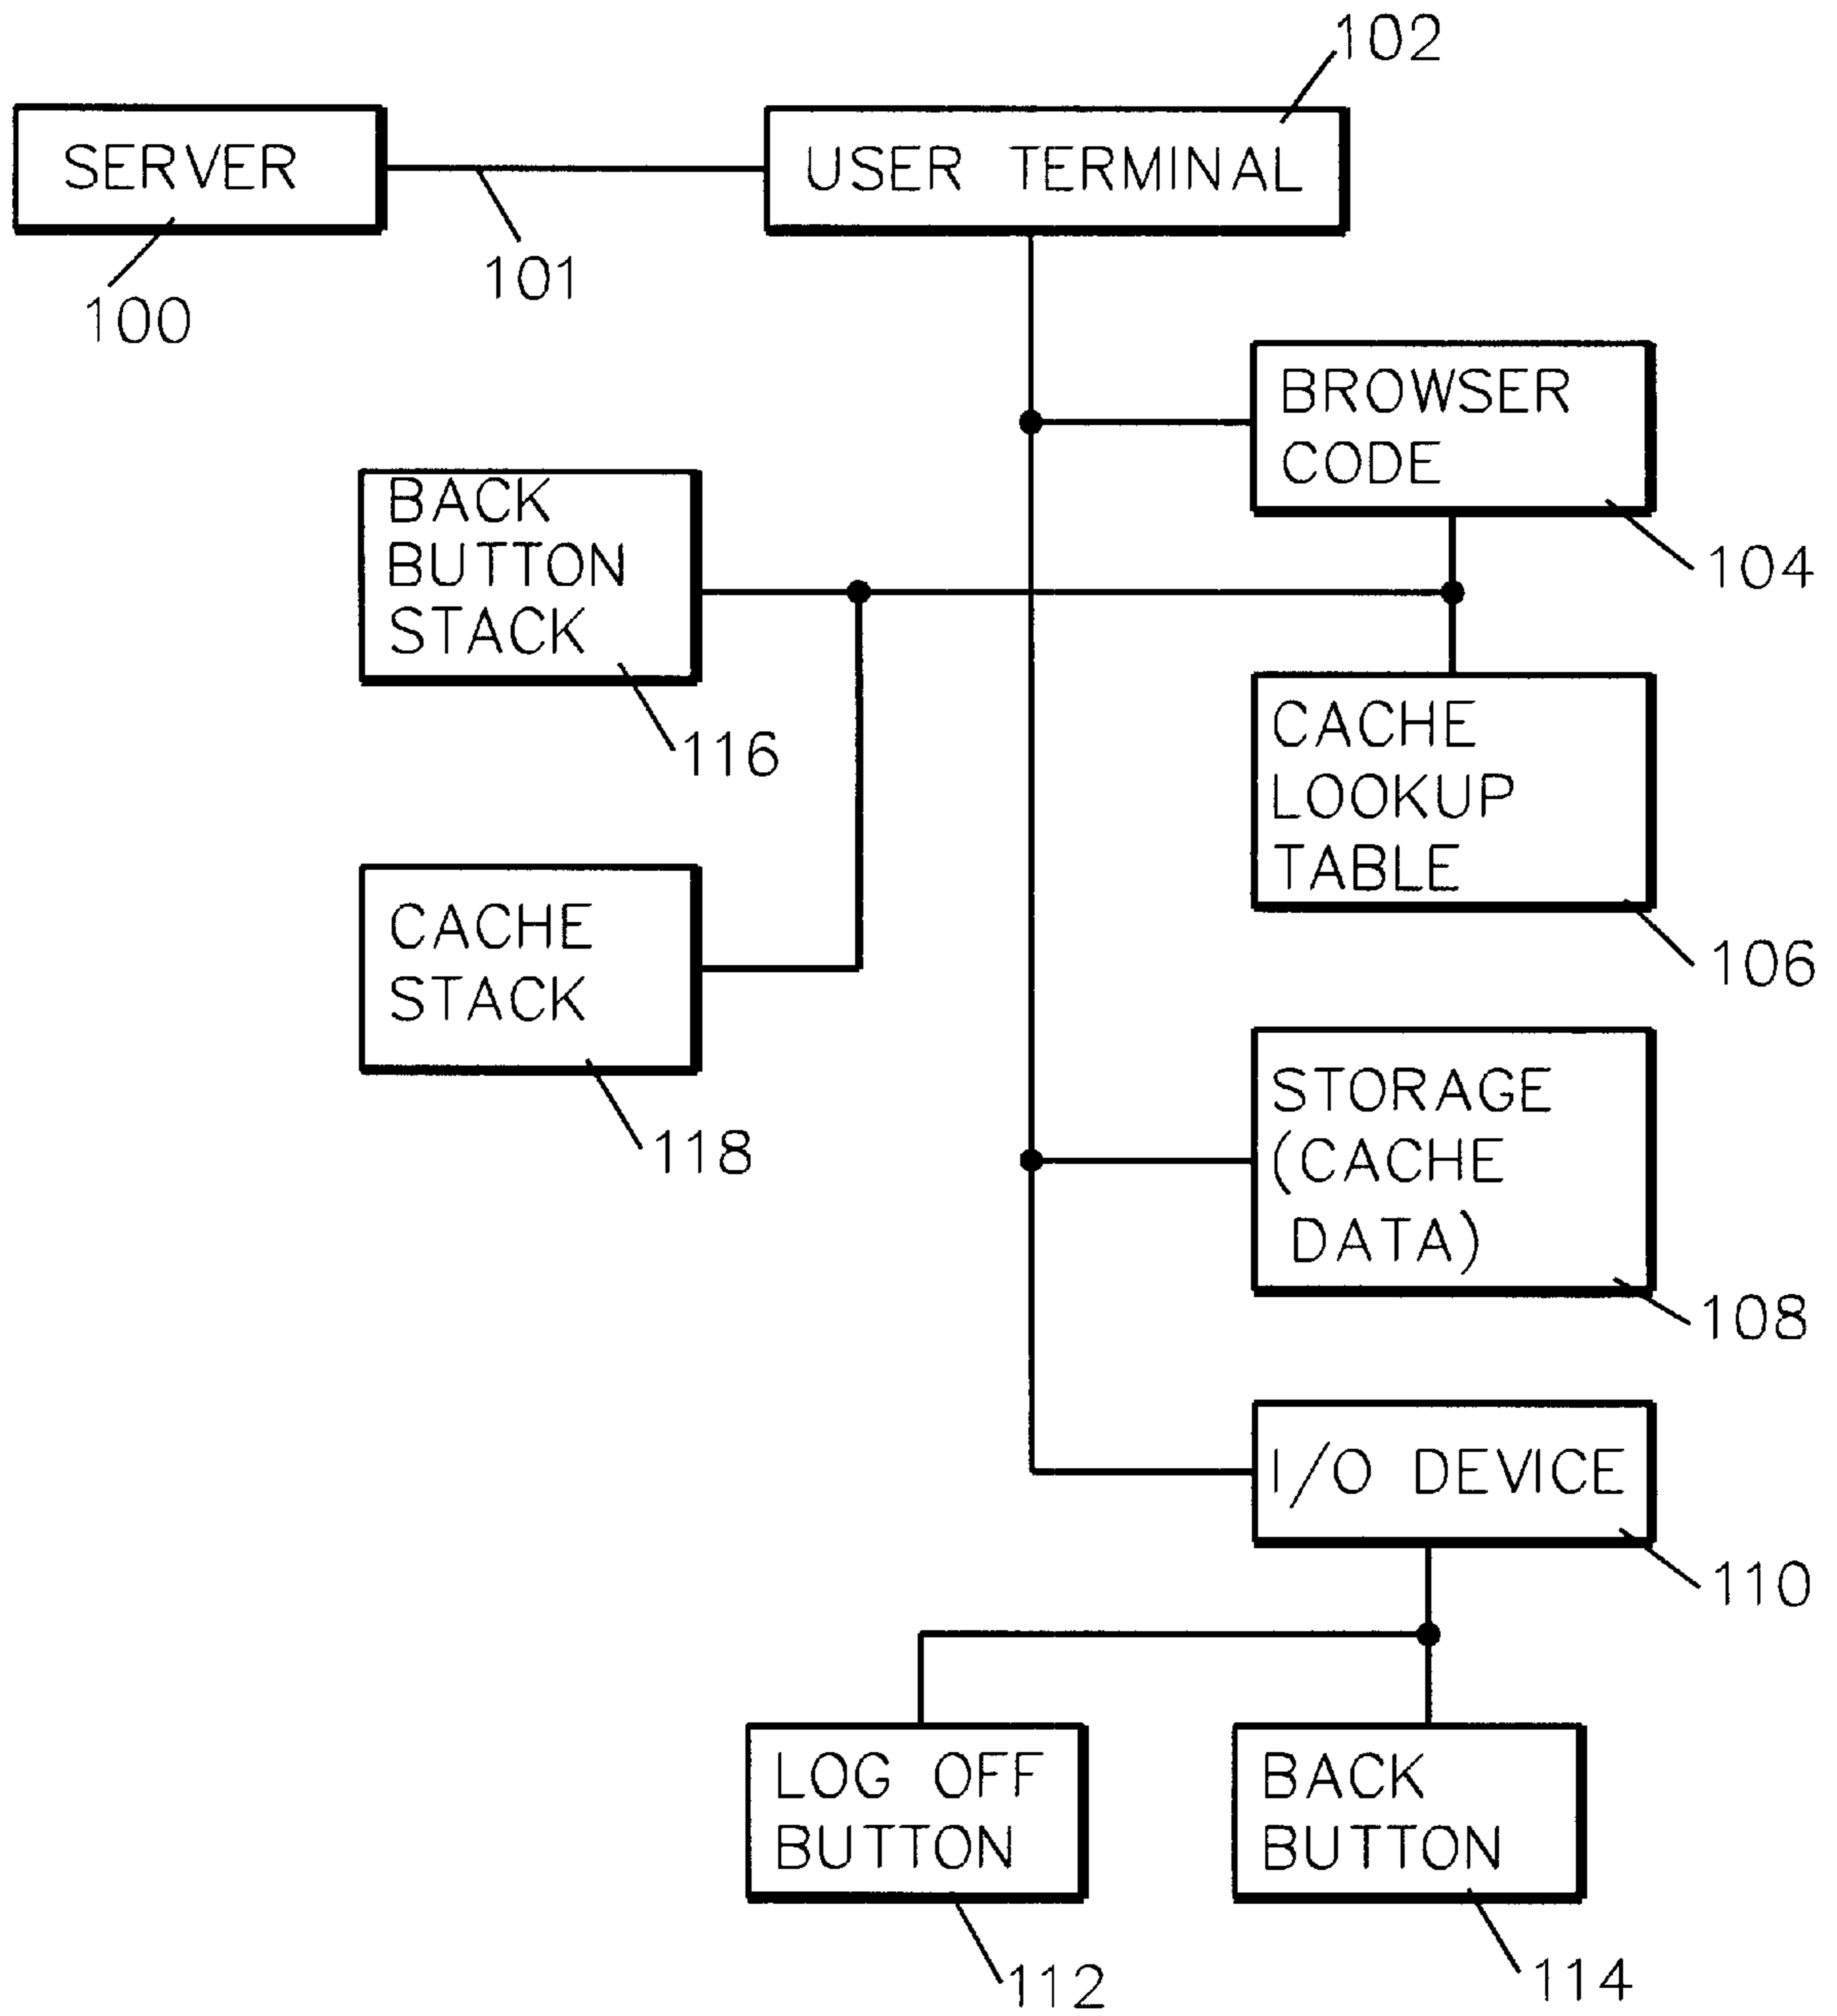 102
SERVER
USER TERMINAL
101
100
BROWSER
CODE
104
BACK
BUTTON
STACK
116
CACHE
LOOKUP
TABLE
106
CACHE
STACK
118
STORAGE
(CACHE
DATA)
108
I/O DEVICE
110
LOG OFF
BUTTON
112
BACK
BUTTON
114